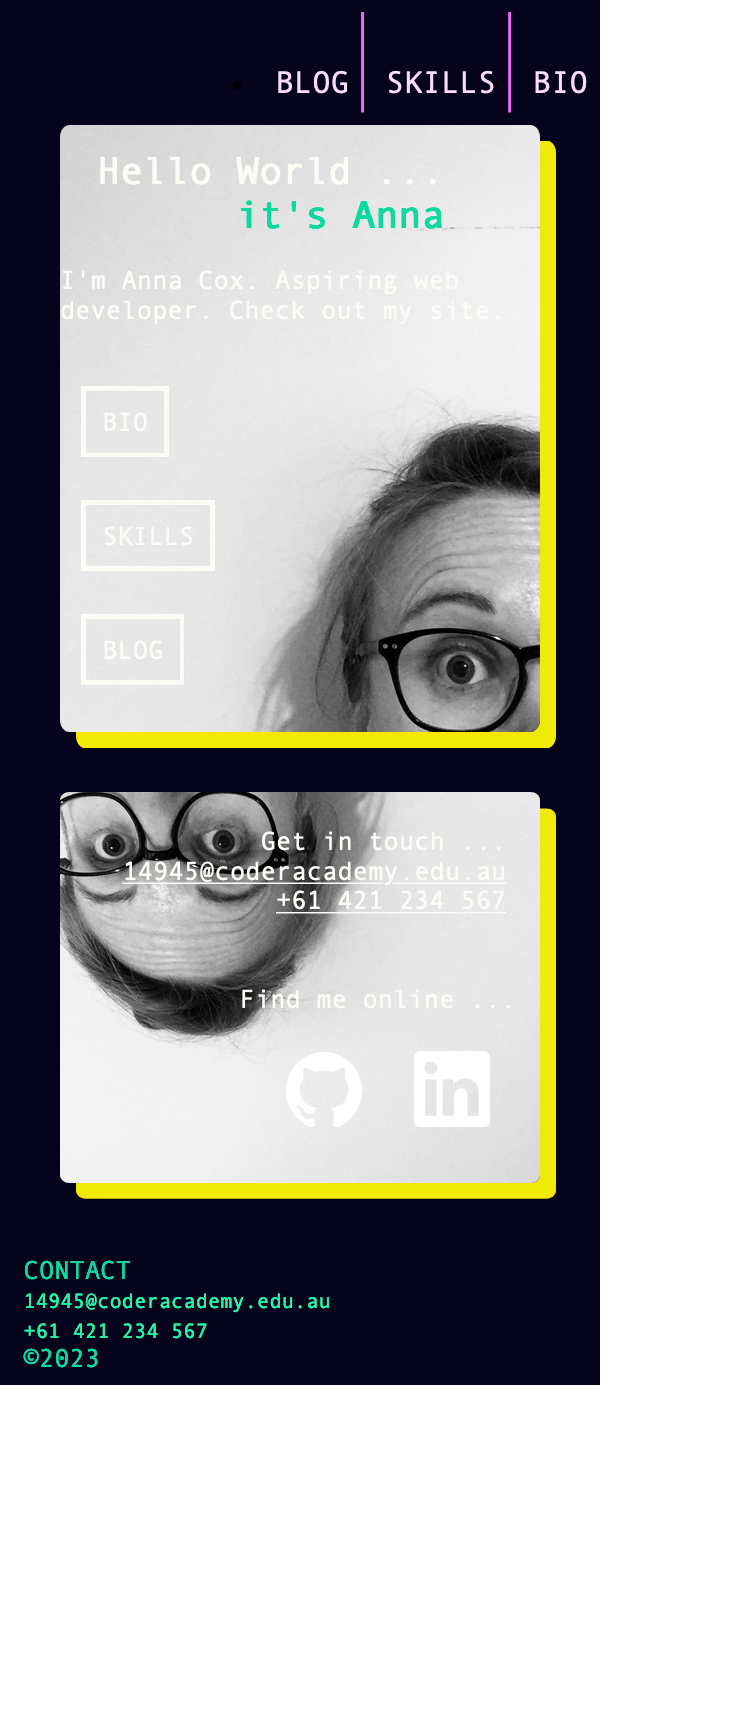 BLOG
SKILLS
BIO
Hello World ...
it's Anna
I'm Anna Cox. Aspiring web
developer. Check out my site.
BIO
SKILLS
BLOG
Get in touch ...
14945@coderacademy.edu.au
+61 421 234 567
Find me online ...
in
CONTACT
14945@coderacademy.edu.au
+61 421 234 567
©2023